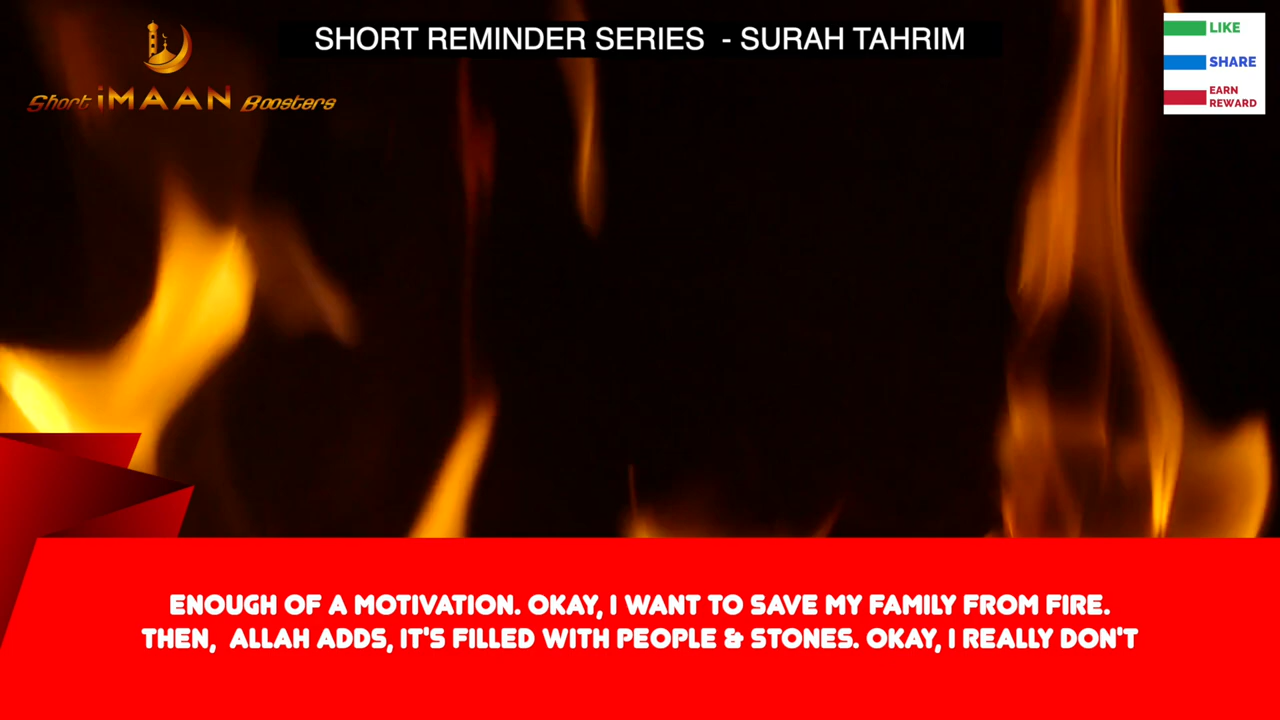 SHORT REMINDER SERIES - SURAH TAHRIM
Short iMAAN Boosters
LIKE
SHARE
EARN
REWARD
ENOUGH OF A MOTIVATION. OKAY, I WANT TO SAVE MY FAMILY FROM FIRE.
THEN, ALLAH ADDS, IT'S FILLED WITH PEOPLE & STONES. OKAY, I REALLY DON'T